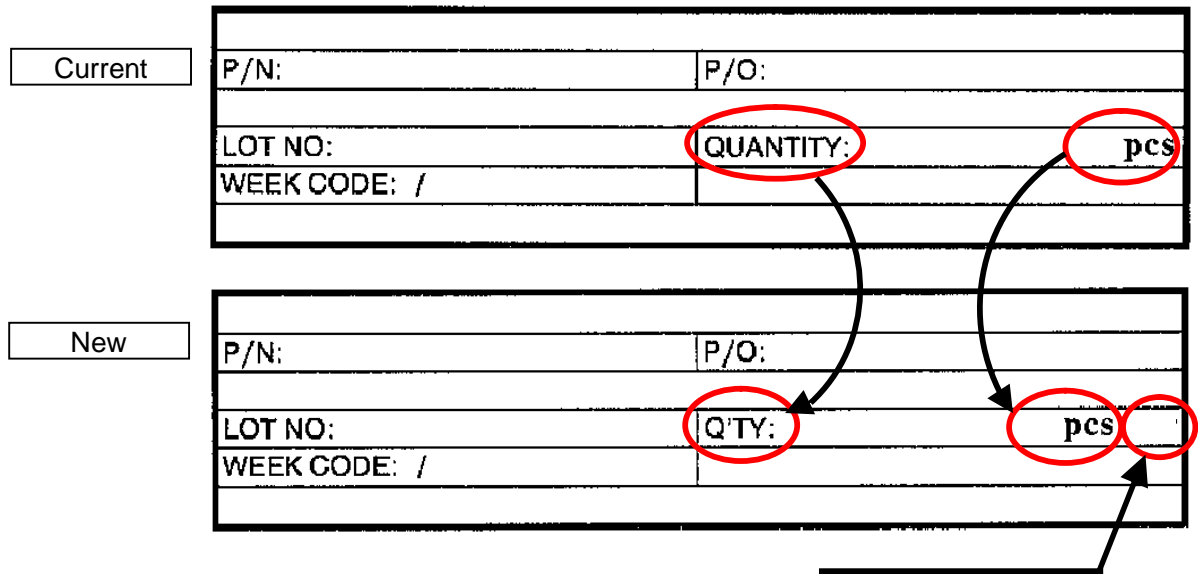 Current
P/N: P/O:
LOT NO: QUANTITY: pcs
WEEK CODE: /
New
P/N: P/O:
LOT NO: Q'TY: pcs
WEEK CODE: /